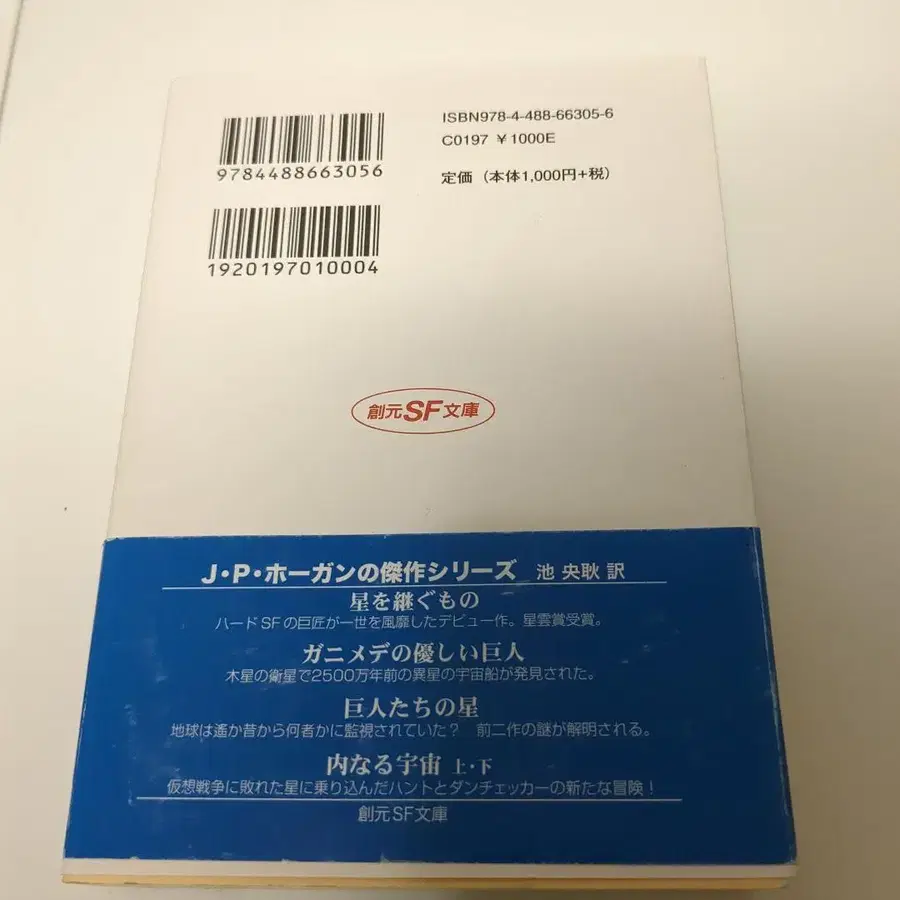 ISBN978-4-488-66305-6
C0197 ¥1000E
定価（本体1,000円+税）
9784488663056
1920197010004
創元SF文庫
J・P・ホーガンの傑作シリーズ 池 央耿 訳
星を継ぐもの
ハードSFの巨匠が一世を風靡したデビュー作。星雲賞受賞。
ガニメデの優しい巨人
木星の衛星で2500万年前の異星の宇宙船が発見された。
巨人たちの星
地球は遙か昔から何者かに監視されていた？ 前二作の謎が解明される。
内なる宇宙 上・下
仮想戦争に敗れた星に乗り込んだハントとダンチェッカーの新たな冒険！
創元SF文庫